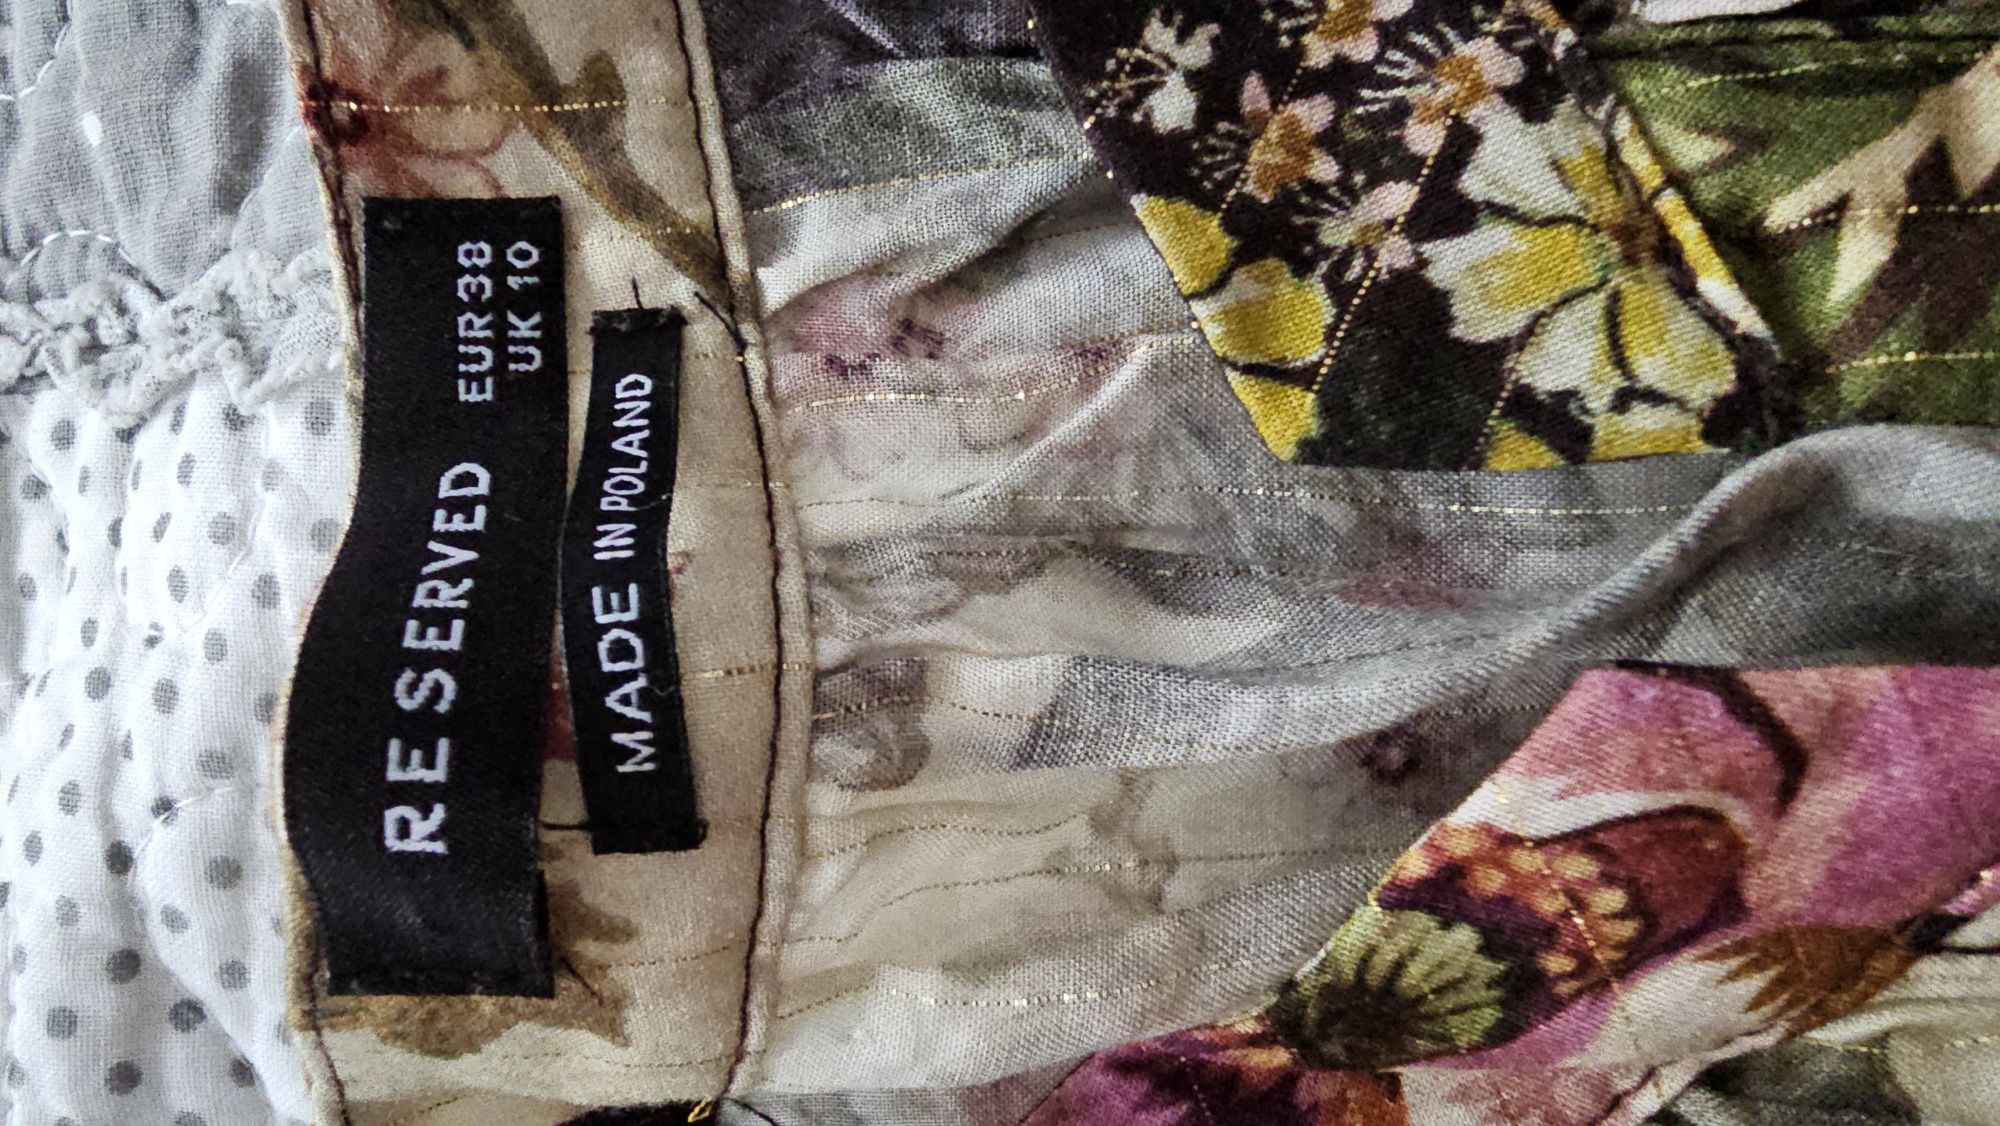 RESERVED
EUR38
UK 10
MADE IN POLAND